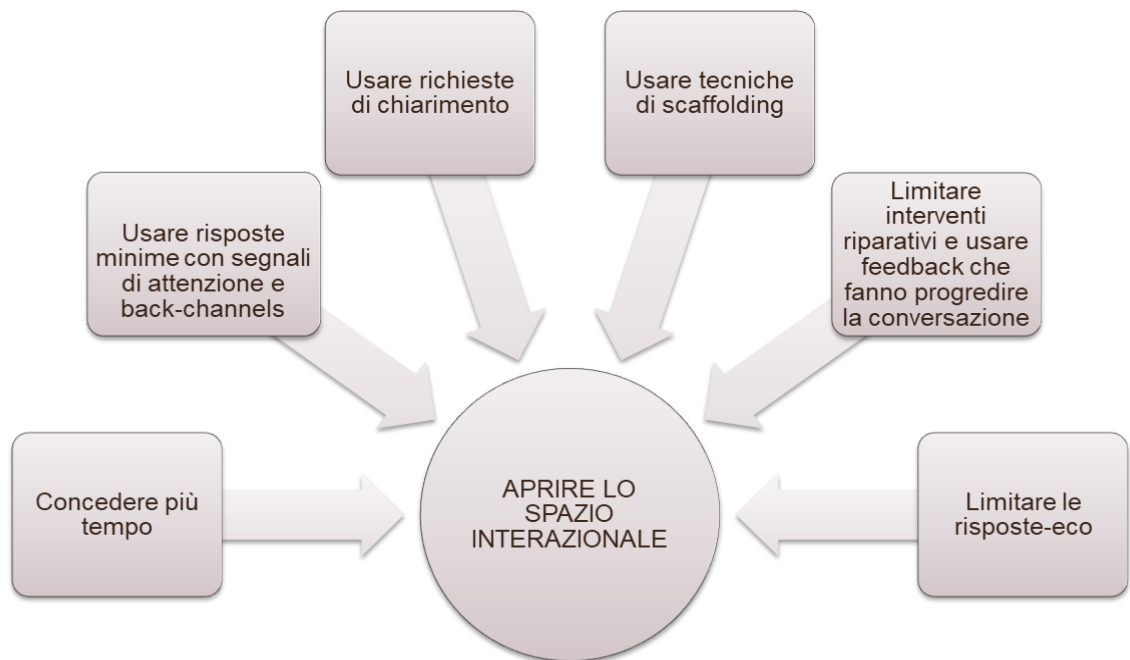 Usare richieste
di chiarimento
Usare tecniche
di scaffolding
Usare risposte
minime con segnali
di attenzione e
back-channels
Limitare
interventi
riparativi e usare
feedback che
fanno progredire
la conversazione
Concedere più
tempo
APRIRE LO
SPAZIO
INTERAZIONALE
Limitare le
risposte-eco